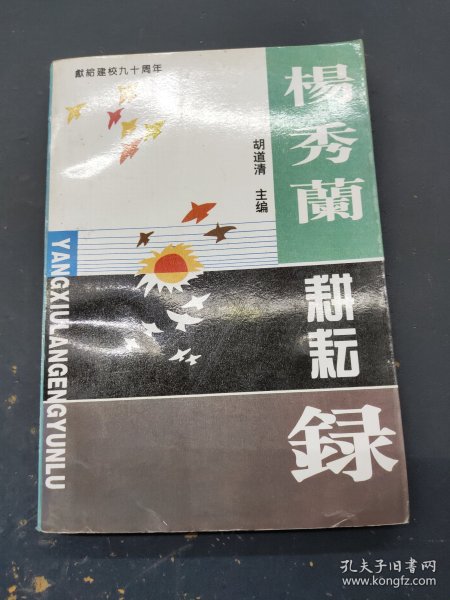 獻給建校九十周年
楊秀蘭
耕耘
録
胡道清 主编
YANGXIULANGENGYUNLU
孔夫子旧书网
www.kongfz.com